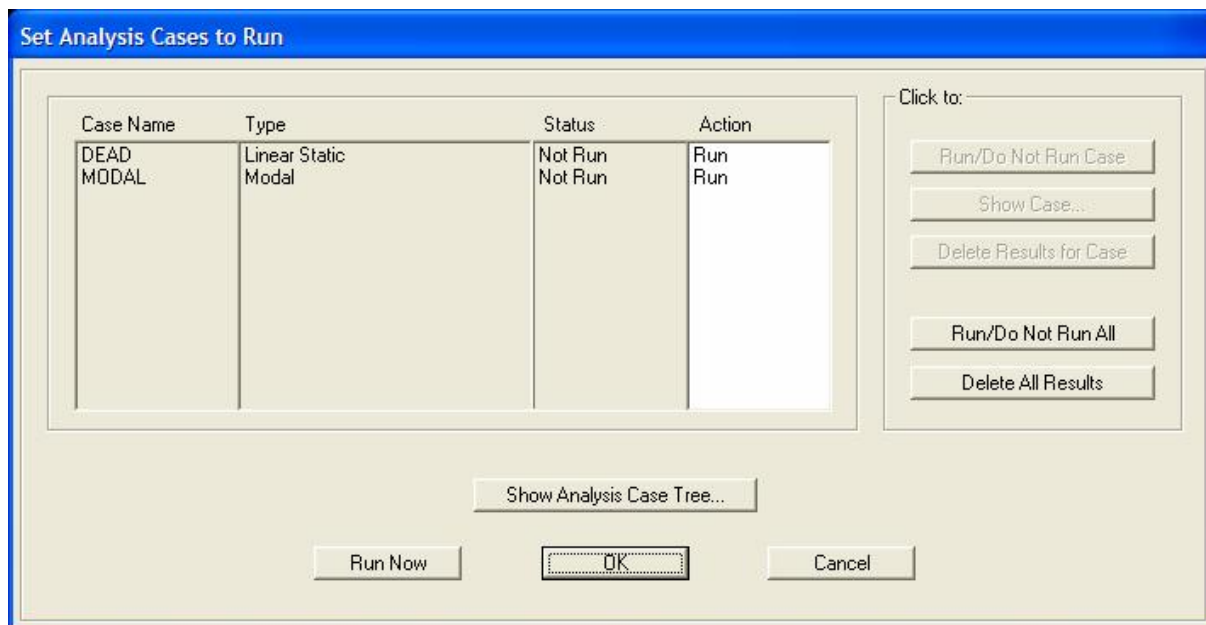 Set Analysis Cases to Run
Click to:
Case Name Type Status Action
DEAD Linear Static Not Run Run
MODAL Modal Not Run Run
Run/Do Not Run Case
Show Case...
Delete Results for Case
Run/Do Not Run All
Delete All Results
Show Analysis Case Tree...
Run Now OK Cancel